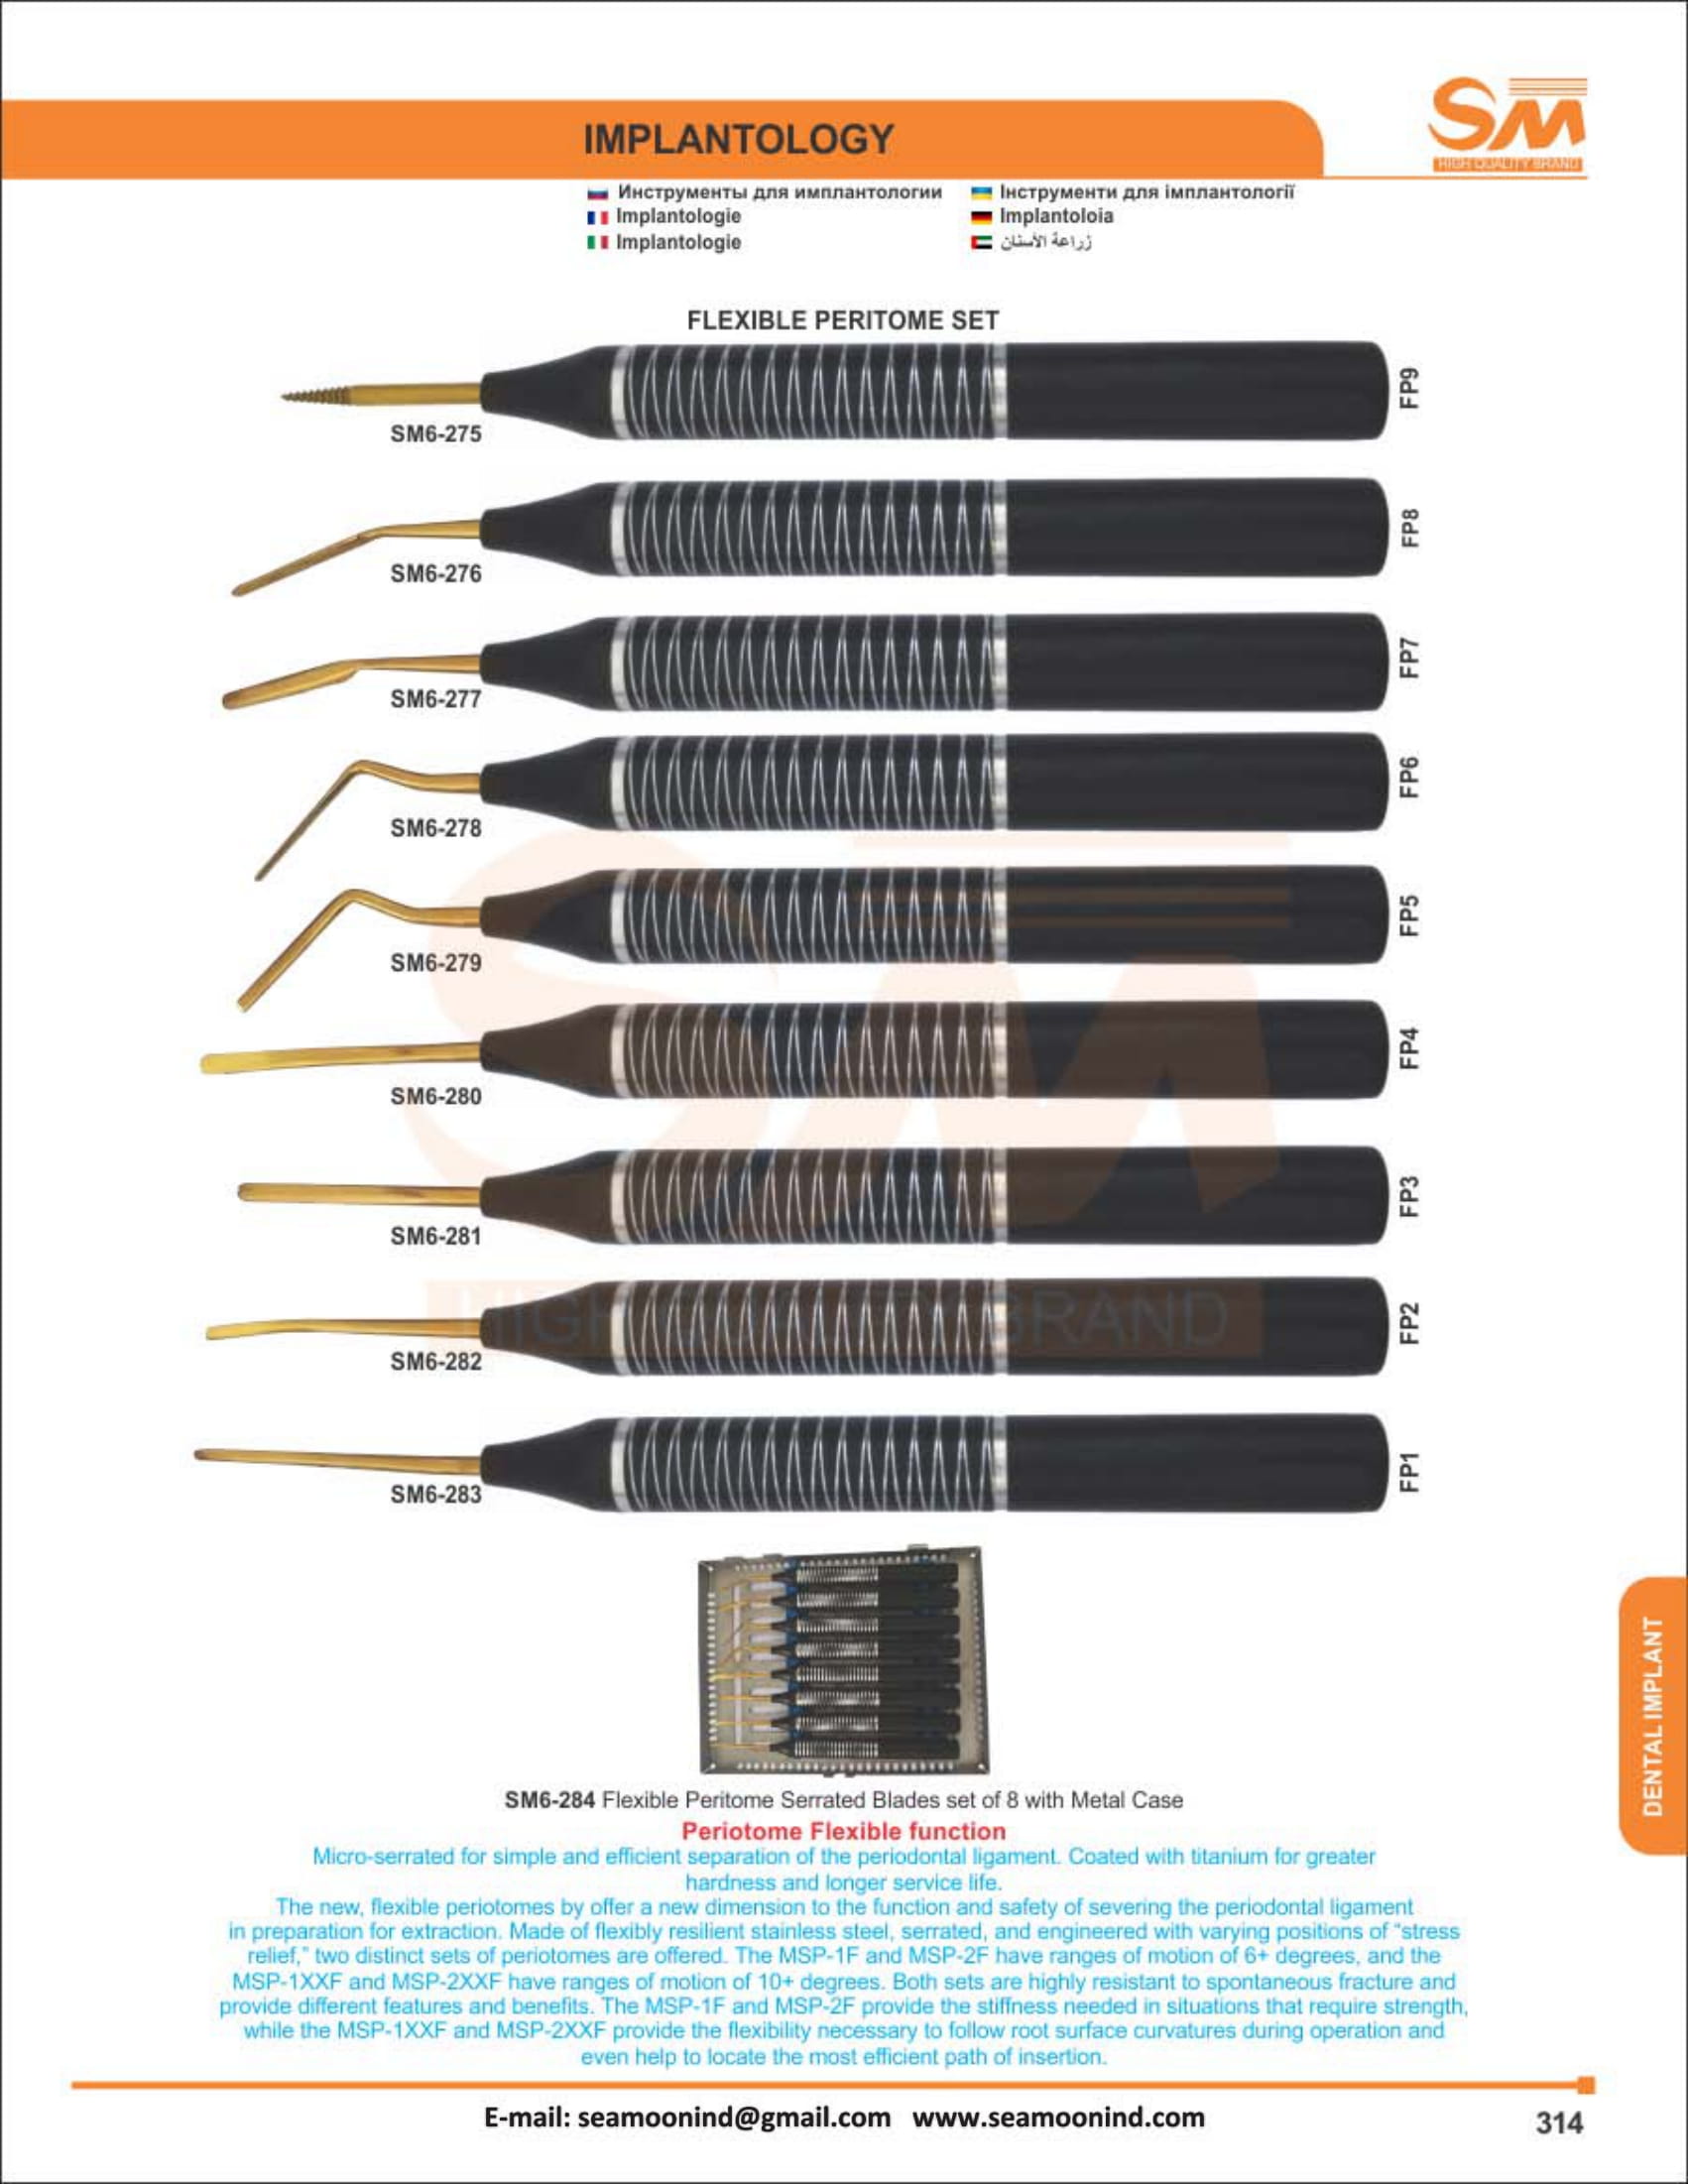 SM
HIGH QUALITY BRAND
IMPLANTOLOGY
Инструменты для имплантологии
Інструменти для імплантології
Implantologie
Implantoloia
Implantologie
زراعة الأسنان
FLEXIBLE PERITOME SET
FP9
SM6-275
FP8
SM6-276
FP7
SM6-277
FP6
SM6-278
FP5
SM6-279
FP4
SM6-280
FP3
SM6-281
FP2
SM6-282
FP1
SM6-283
SM
HIGH QUALITY BRAND
DENTAL IMPLANT
SM6-284 Flexible Peritome Serrated Blades set of 8 with Metal Case
Periotome Flexible function
Micro-serrated for simple and efficient separation of the periodontal ligament. Coated with titanium for greater
hardness and longer service life.
The new, flexible periotomes by offer a new dimension to the function and safety of severing the periodontal ligament
in preparation for extraction. Made of flexibly resilient stainless steel, serrated, and engineered with varying positions of "stress
relief," two distinct sets of periotomes are offered. The MSP-1F and MSP-2F have ranges of motion of 6+ degrees, and the
MSP-1XXF and MSP-2XXF have ranges of motion of 10+ degrees. Both sets are highly resistant to spontaneous fracture and
provide different features and benefits. The MSP-1F and MSP-2F provide the stiffness needed in situations that require strength,
while the MSP-1XXF and MSP-2XXF provide the flexibility necessary to follow root surface curvatures during operation and
even help to locate the most efficient path of insertion.
E-mail: seamoonind@gmail.com www.seamoonind.com
314